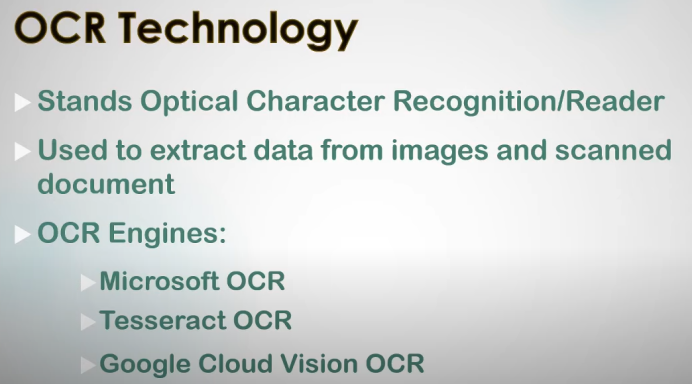 OCR Technology
Stands Optical Character Recognition/Reader
Used to extract data from images and scanned
document
OCR Engines:
Microsoft OCR
Tesseract OCR
Google Cloud Vision OCR